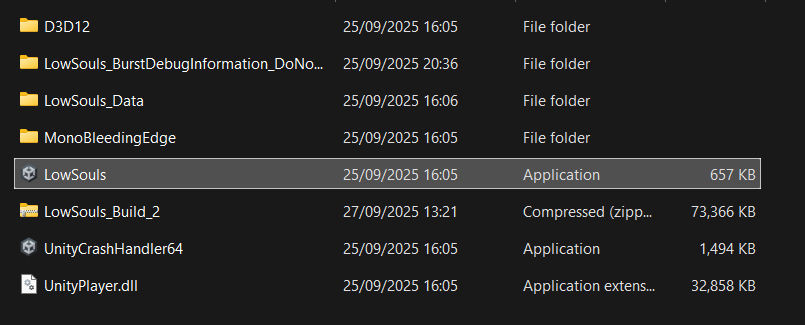 D3D12 25/09/2025 16:05 File folder
LowSouls_BurstDebugInformation_DoNo... 25/09/2025 20:36 File folder
LowSouls_Data 25/09/2025 16:06 File folder
MonoBleedingEdge 25/09/2025 16:05 File folder
LowSouls 25/09/2025 16:05 Application 657 KB
LowSouls_Build_2 27/09/2025 13:21 Compressed (zipp... 73,366 KB
UnityCrashHandler64 25/09/2025 16:05 Application 1,494 KB
UnityPlayer.dll 25/09/2025 16:05 Application extens... 32,858 KB